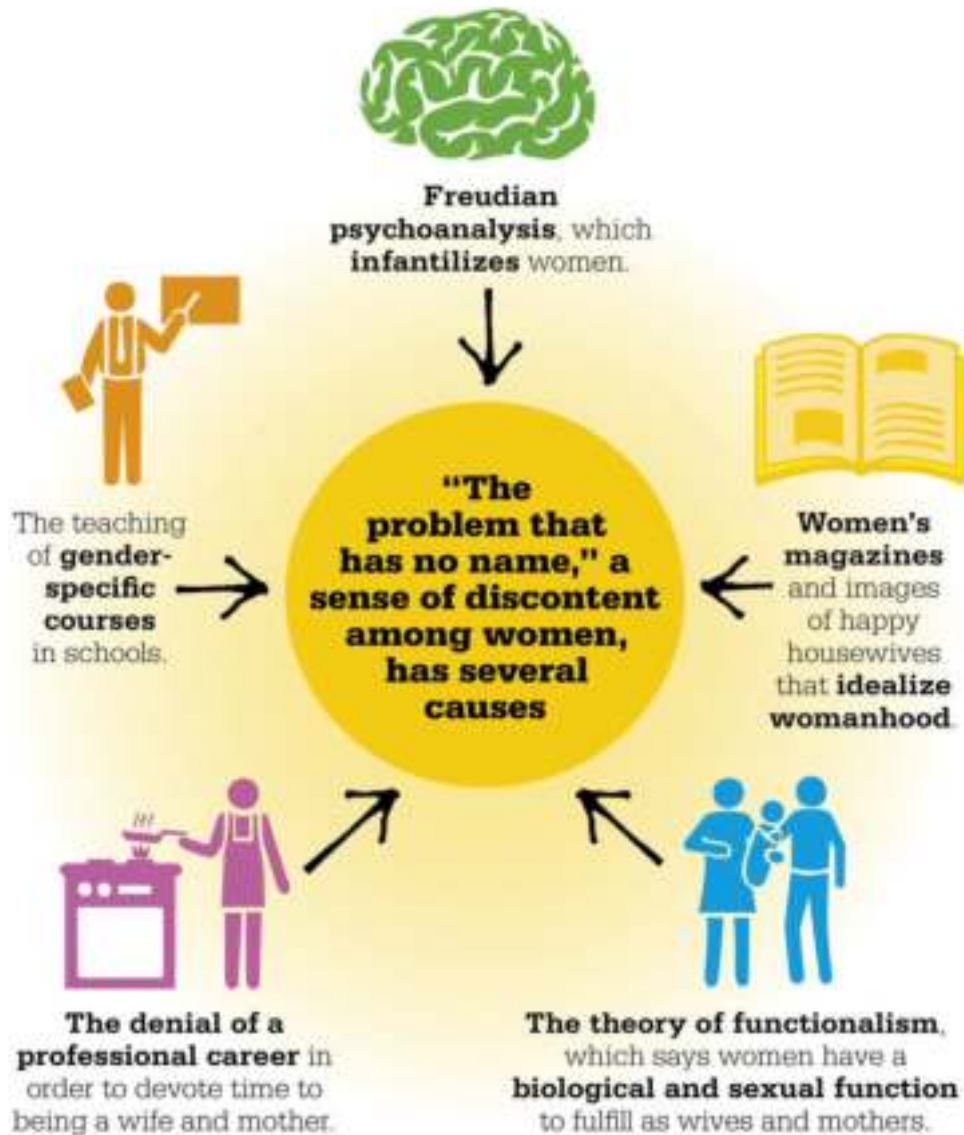 Freudian
psychoanalysis, which
infantilizes women.
The teaching
of gender-
specific
courses
in schools.
"The
problem that
has no name," a
sense of discontent
among women,
has several
causes
Women's
magazines
and images
of happy
housewives
that idealize
womanhood.
The denial of a
professional career in
order to devote time to
being a wife and mother.
The theory of functionalism,
which says women have a
biological and sexual function
to fulfill as wives and mothers.